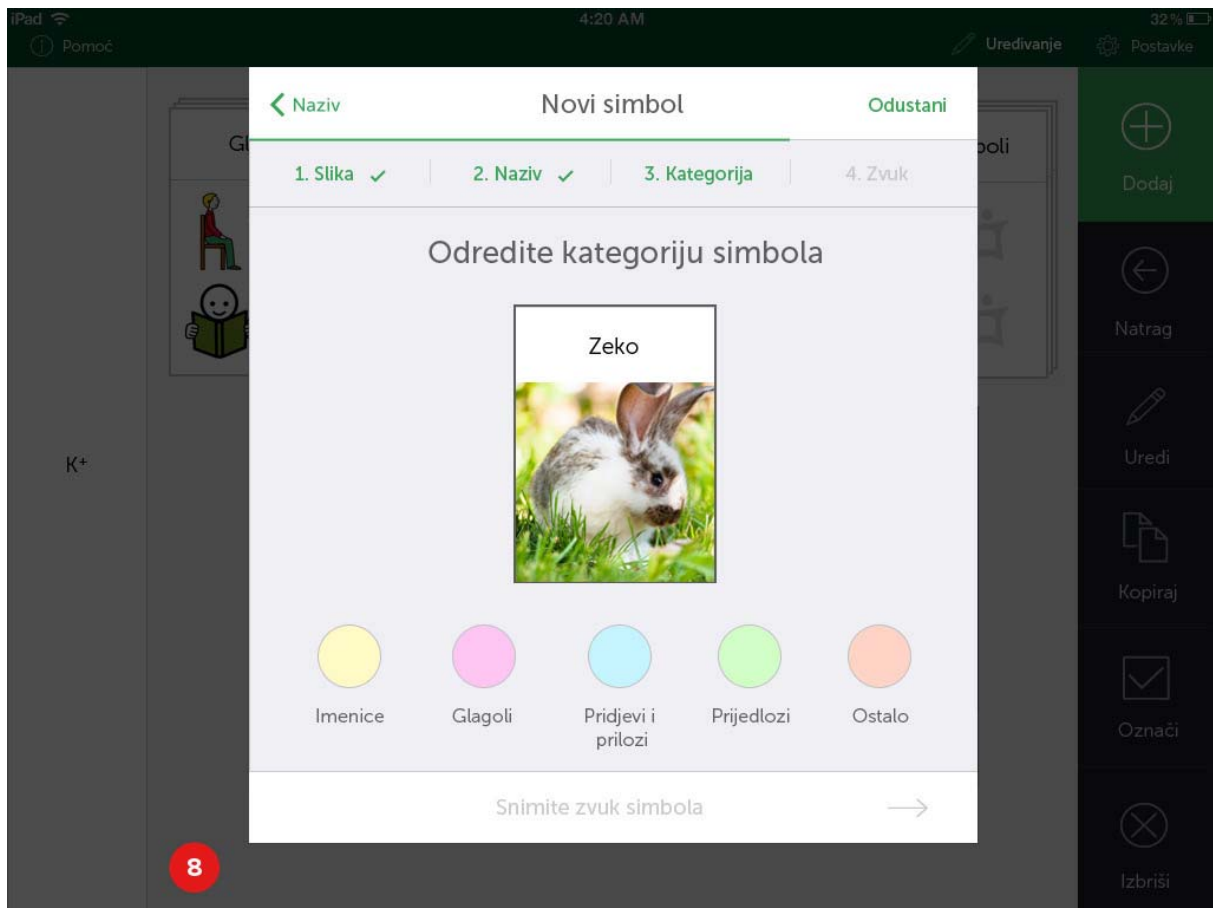 iPad 4:20 AM 32%
Pomoć Uređivanje Postavke
Naziv Novi simbol Odustani
1. Slika 2. Naziv 3. Kategorija 4. Zvuk
Odredite kategoriju simbola
Zeko
Imenice Glagoli Pridjevi i prilozi Prijedlozi Ostalo
Snimite zvuk simbola
K+
Dodaj
Natrag
Uredi
Kopiraj
Označi
Izbriši
8